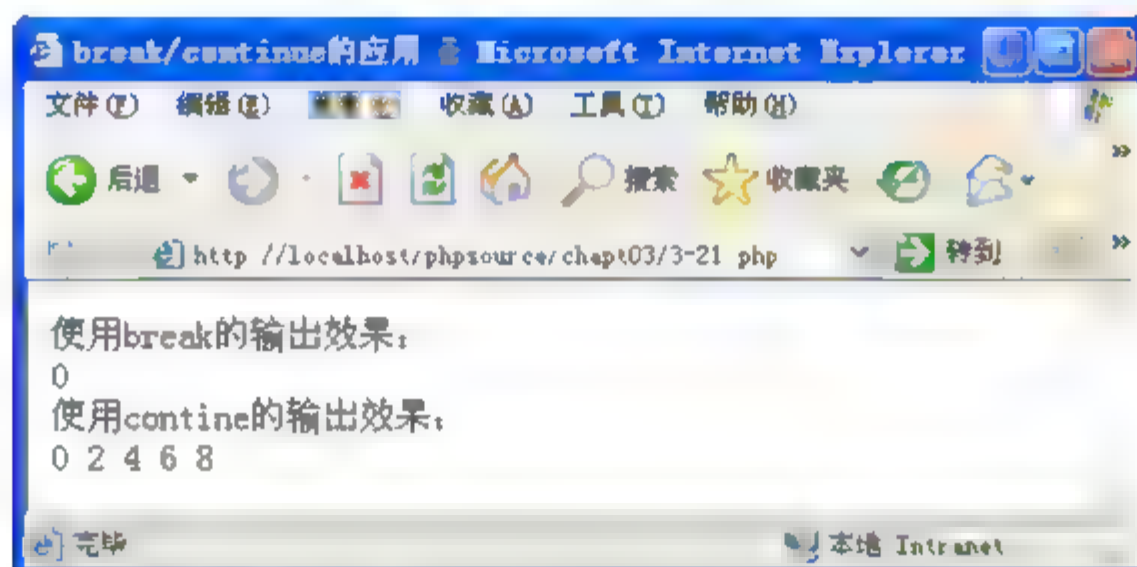 break/continue的应用 Microsoft Internet Explorer
文件(F) 编辑(E) 收藏(A) 工具(T) 帮助(H)
后退 搜索 收藏夹
http //localhost/phpsource/chapt03/3-21 php 转到
使用break的输出效果:
0
使用contine的输出效果:
0 2 4 6 8
完毕 本地 Intranet